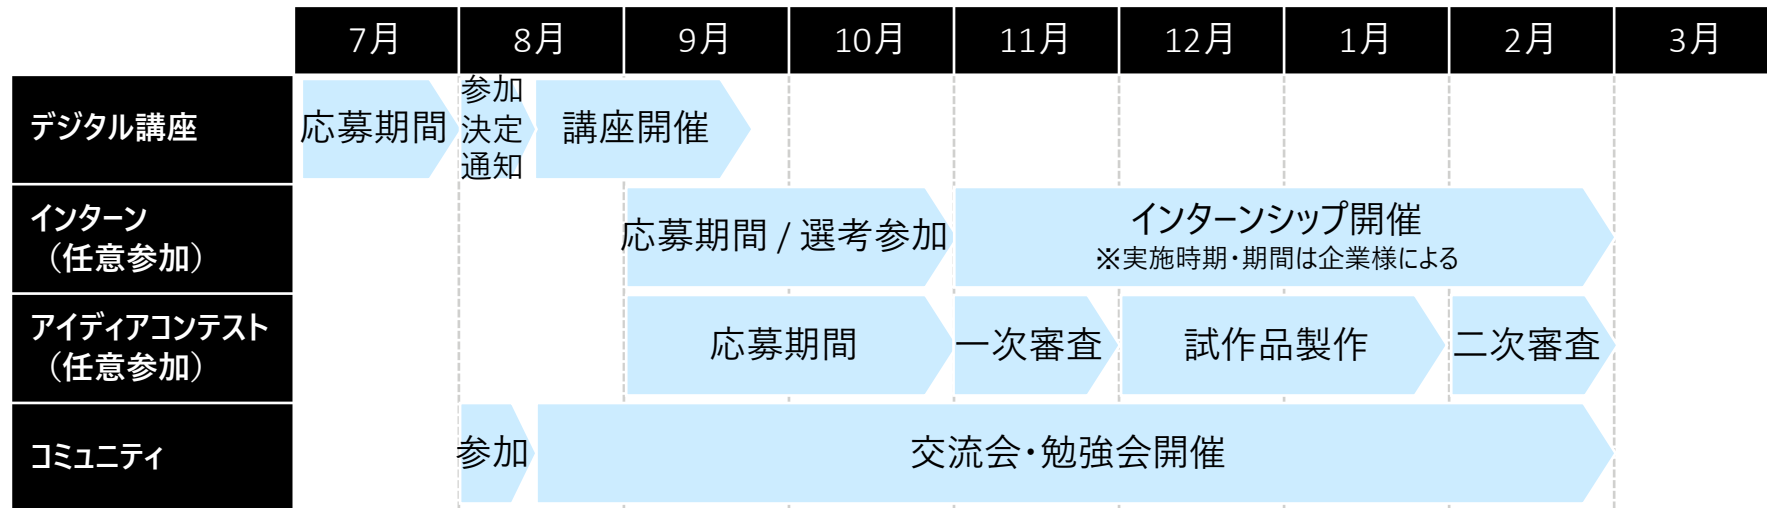 7月 8月 9月 10月 11月 12月 1月 2月 3月
デジタル講座
応募期間
参加
決定
通知
講座開催
インターン
（任意参加）
応募期間 / 選考参加
インターンシップ開催
※実施時期・期間は企業様による
アイディアコンテスト
（任意参加）
応募期間
一次審査
試作品製作
二次審査
コミュニティ
参加
交流会・勉強会開催